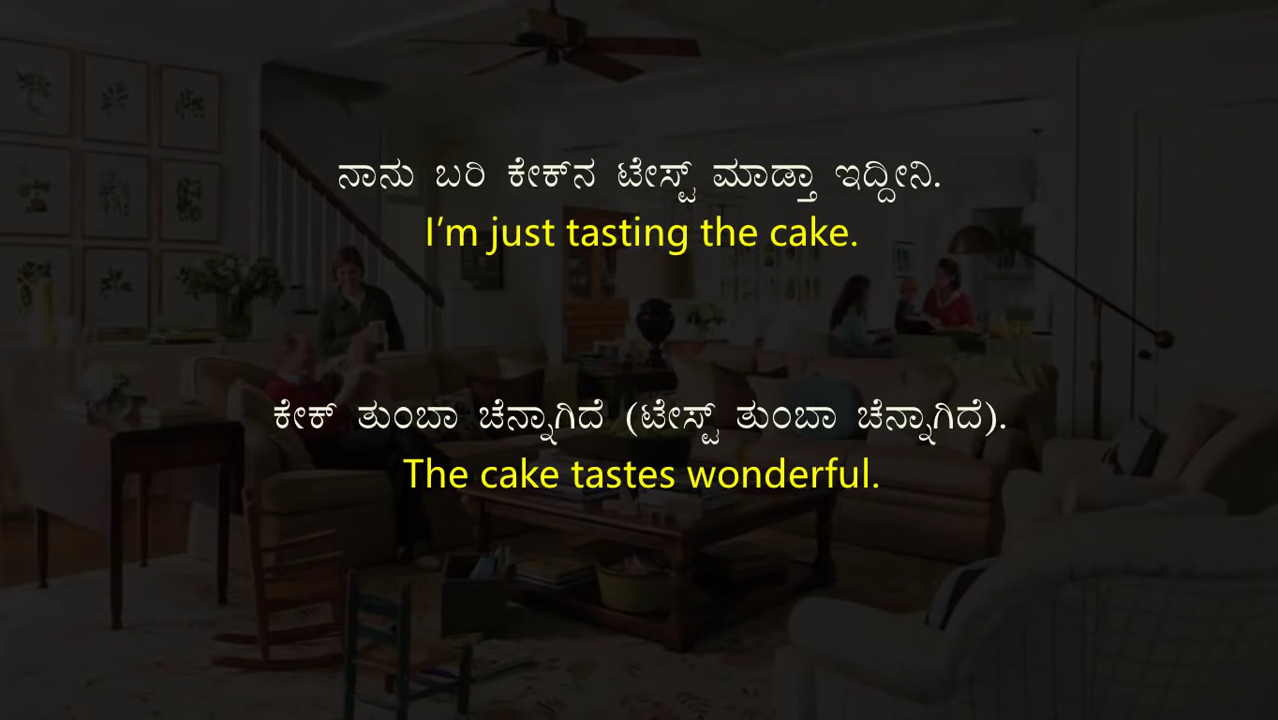 ನಾನು ಬರಿ ಕೇಕ್‌ನ ಟೇಸ್ಟ್ ಮಾಡ್ತಾ ಇದ್ದೀನಿ.
I’m just tasting the cake.
ಕೇಕ್ ತುಂಬಾ ಚೆನ್ನಾಗಿದೆ (ಟೇಸ್ಟ್ ತುಂಬಾ ಚೆನ್ನಾಗಿದೆ).
The cake tastes wonderful.